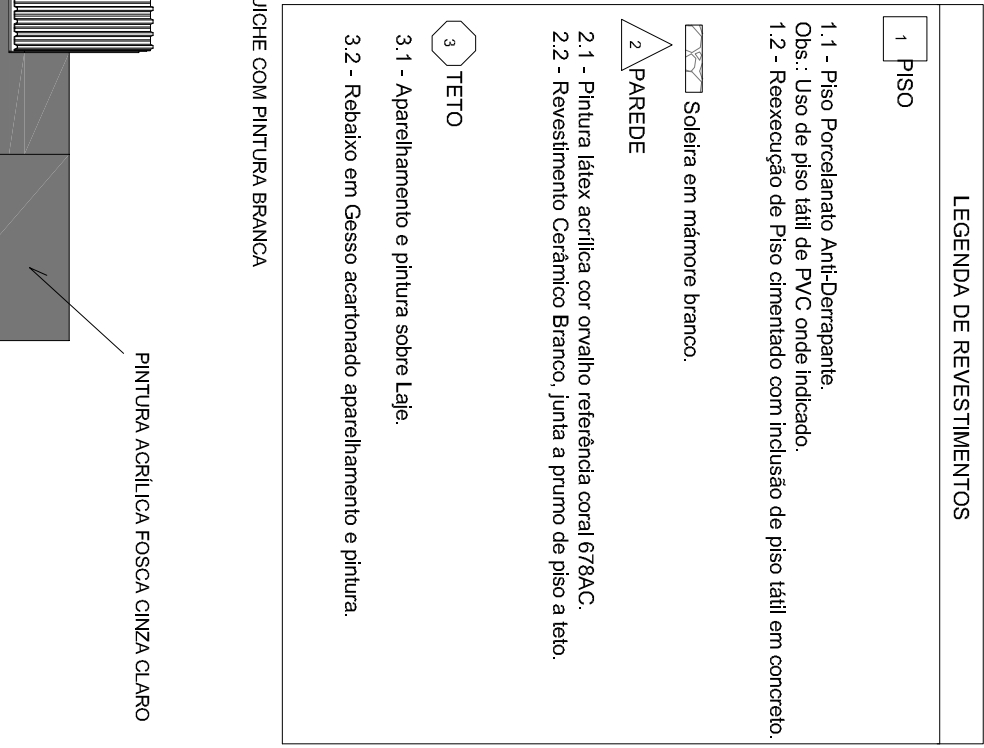 LEGENDA DE REVESTIMENTOS
1 PISO
1.1 - Piso Porcelanato Anti-Derrapante.
Obs.: Uso de piso tátil de PVC onde indicado.
1.2 - Reexecução de Piso cimentado com inclusão de piso tátil em concreto.
Soleira em mámore branco.
2 PAREDE
2.1 - Pintura látex acrílica cor orvalho referência coral 678AC.
2.2 - Revestimento Cerâmico Branco, junta a prumo de piso a teto.
3 TETO
3.1 - Aparelhamento e pintura sobre Laje.
3.2 - Rebaixo em Gesso acartonado aparelhamento e pintura.
COM PINTURA BRANCA
PINTURA ACRÍLICA FOSCA CINZA CLARO